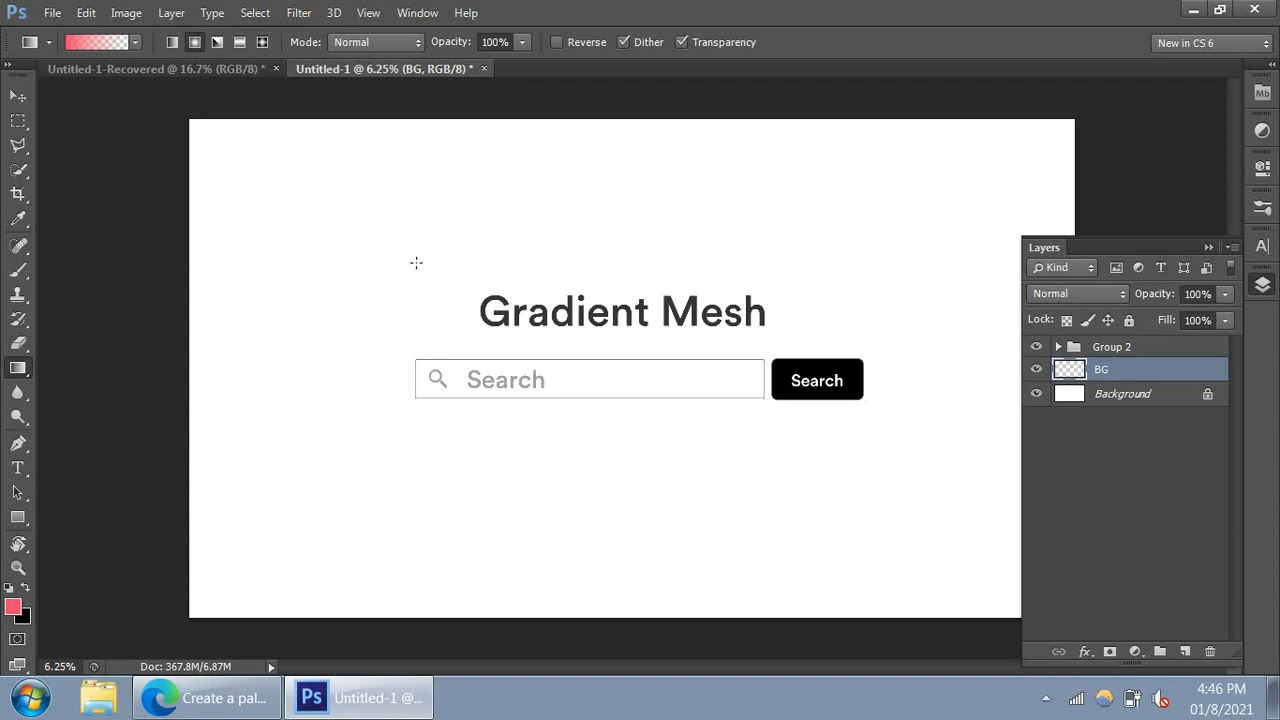 Ps File Edit Image Layer Type Select Filter 3D View Window Help
Mode: Normal Opacity: 100% Reverse Dither Transparency New in CS 6
Untitled-1-Recovered @ 16.7% (RGB/8) * × Untitled-1 @ 6.25% (BG, RGB/8) * ×
Mb
Layers
Kind
Normal Opacity: 100%
Lock: Fill: 100%
Group 2
BG
Background
Gradient Mesh
Search Search
fx
6.25% Doc: 367.8M/6.87M
Create a pal... Ps Untitled-1 @...
4:46 PM
01/8/2021